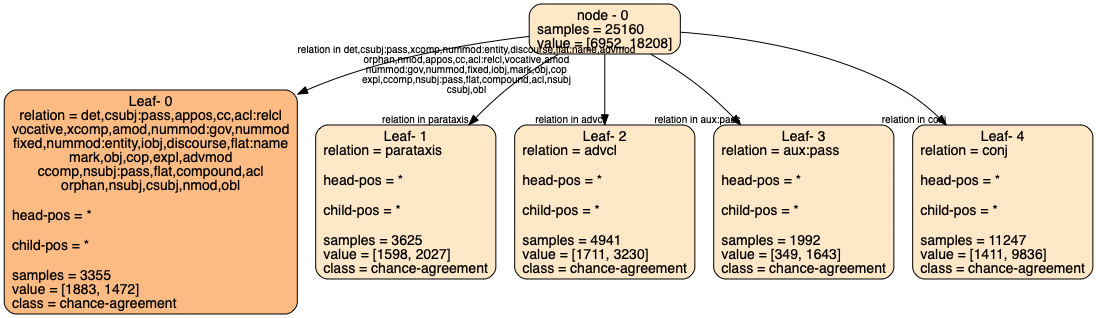 node - 0
samples = 25160
value = [6952, 18208]
relation in det,csubj:pass,xcomp,nummod:entity,discourse,flat:name,advmod
orphan,nmod,appos,cc,acl:relcl,vocative,amod
nummod:gov,nummod,fixed,iobj,mark,obj,cop
expl,ccomp,nsubj:pass,flat,compound,acl,nsubj
csubj,obl
relation in parataxis
relation in advcl
relation in aux:pass
relation in conj
Leaf- 0
relation = det,csubj:pass,appos,cc,acl:relcl
vocative,xcomp,amod,nummod:gov,nummod
fixed,nummod:entity,iobj,discourse,flat:name
mark,obj,cop,expl,advmod
ccomp,nsubj:pass,flat,compound,acl
orphan,nsubj,csubj,nmod,obl
head-pos = *
child-pos = *
samples = 3355
value = [1883, 1472]
class = chance-agreement
Leaf- 1
relation = parataxis
head-pos = *
child-pos = *
samples = 3625
value = [1598, 2027]
class = chance-agreement
Leaf- 2
relation = advcl
head-pos = *
child-pos = *
samples = 4941
value = [1711, 3230]
class = chance-agreement
Leaf- 3
relation = aux:pass
head-pos = *
child-pos = *
samples = 1992
value = [349, 1643]
class = chance-agreement
Leaf- 4
relation = conj
head-pos = *
child-pos = *
samples = 11247
value = [1411, 9836]
class = chance-agreement